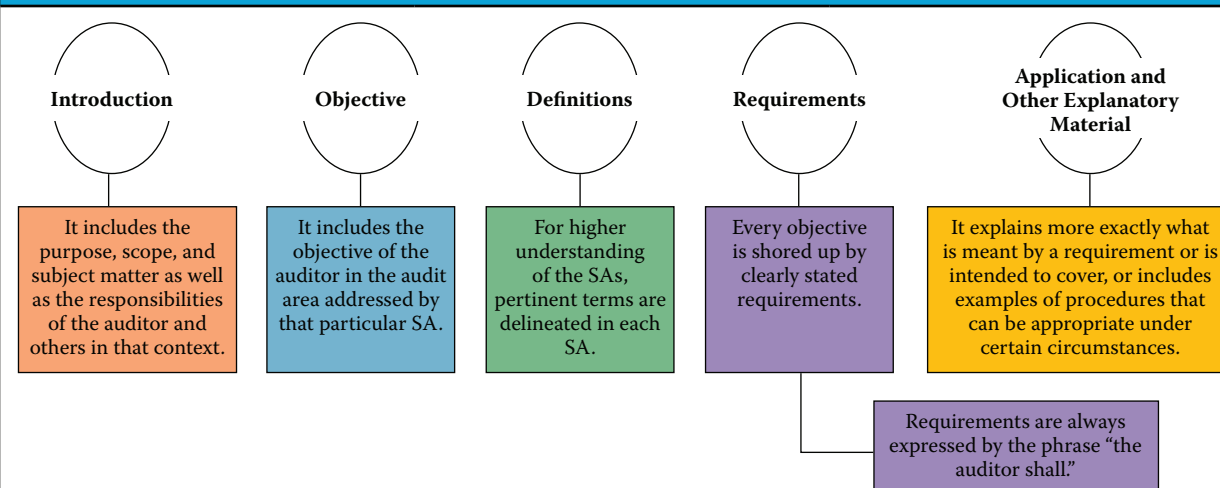 Introduction
It includes the
purpose, scope, and
subject matter as well
as the responsibilities
of the auditor and
others in that context.
Objective
It includes the
objective of the
auditor in the audit
area addressed by
that particular SA.
Definitions
For higher
understanding
of the SAs,
pertinent terms are
delineated in each
SA.
Requirements
Every objective
is shored up by
clearly stated
requirements.
Requirements are always
expressed by the phrase “the
auditor shall.”
Application and
Other Explanatory
Material
It explains more exactly what
is meant by a requirement or is
intended to cover, or includes
examples of procedures that
can be appropriate under
certain circumstances.